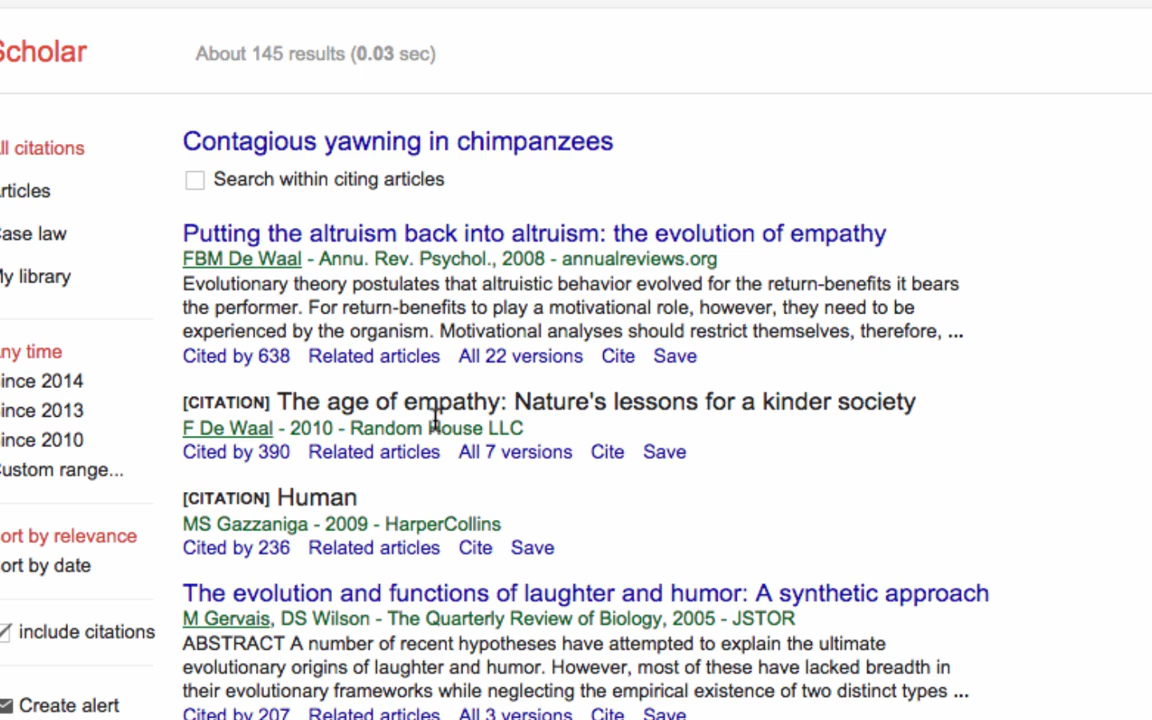 Scholar
About 145 results (0.03 sec)
ll citations
rticles
ase law
y library
ny time
ince 2014
ince 2013
ince 2010
ustom range...
ort by relevance
ort by date
include citations
Create alert
Contagious yawning in chimpanzees
Search within citing articles
Putting the altruism back into altruism: the evolution of empathy
FBM De Waal - Annu. Rev. Psychol., 2008 - annualreviews.org
Evolutionary theory postulates that altruistic behavior evolved for the return-benefits it bears
the performer. For return-benefits to play a motivational role, however, they need to be
experienced by the organism. Motivational analyses should restrict themselves, therefore, ...
Cited by 638 Related articles All 22 versions Cite Save
[CITATION] The age of empathy: Nature's lessons for a kinder society
F De Waal - 2010 - Random House LLC
Cited by 390 Related articles All 7 versions Cite Save
[CITATION] Human
MS Gazzaniga - 2009 - HarperCollins
Cited by 236 Related articles Cite Save
The evolution and functions of laughter and humor: A synthetic approach
M Gervais, DS Wilson - The Quarterly Review of Biology, 2005 - JSTOR
ABSTRACT A number of recent hypotheses have attempted to explain the ultimate
evolutionary origins of laughter and humor. However, most of these have lacked breadth in
their evolutionary frameworks while neglecting the empirical existence of two distinct types ...
Cited by 207 Related articles All 3 versions Cite Save